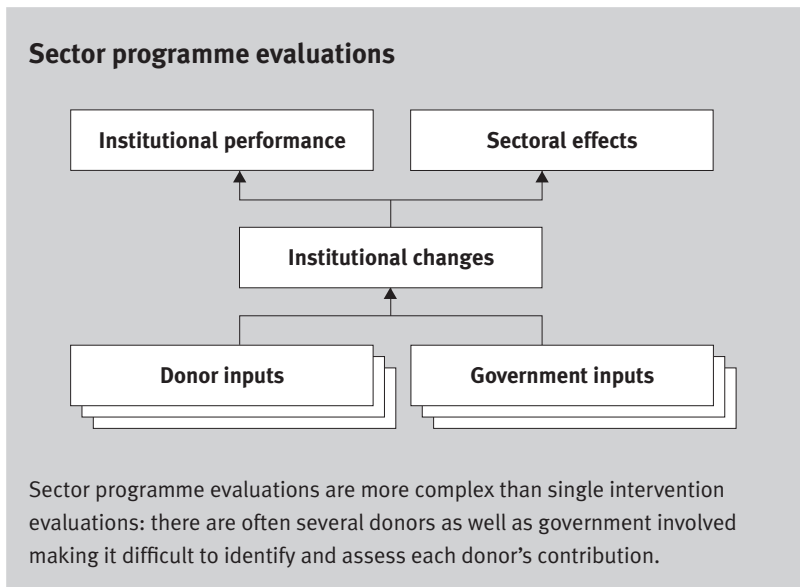 Sector programme evaluations
Institutional performance
Sectoral effects
Institutional changes
Donor inputs
Government inputs
Sector programme evaluations are more complex than single intervention
evaluations: there are often several donors as well as government involved
making it difficult to identify and assess each donor’s contribution.